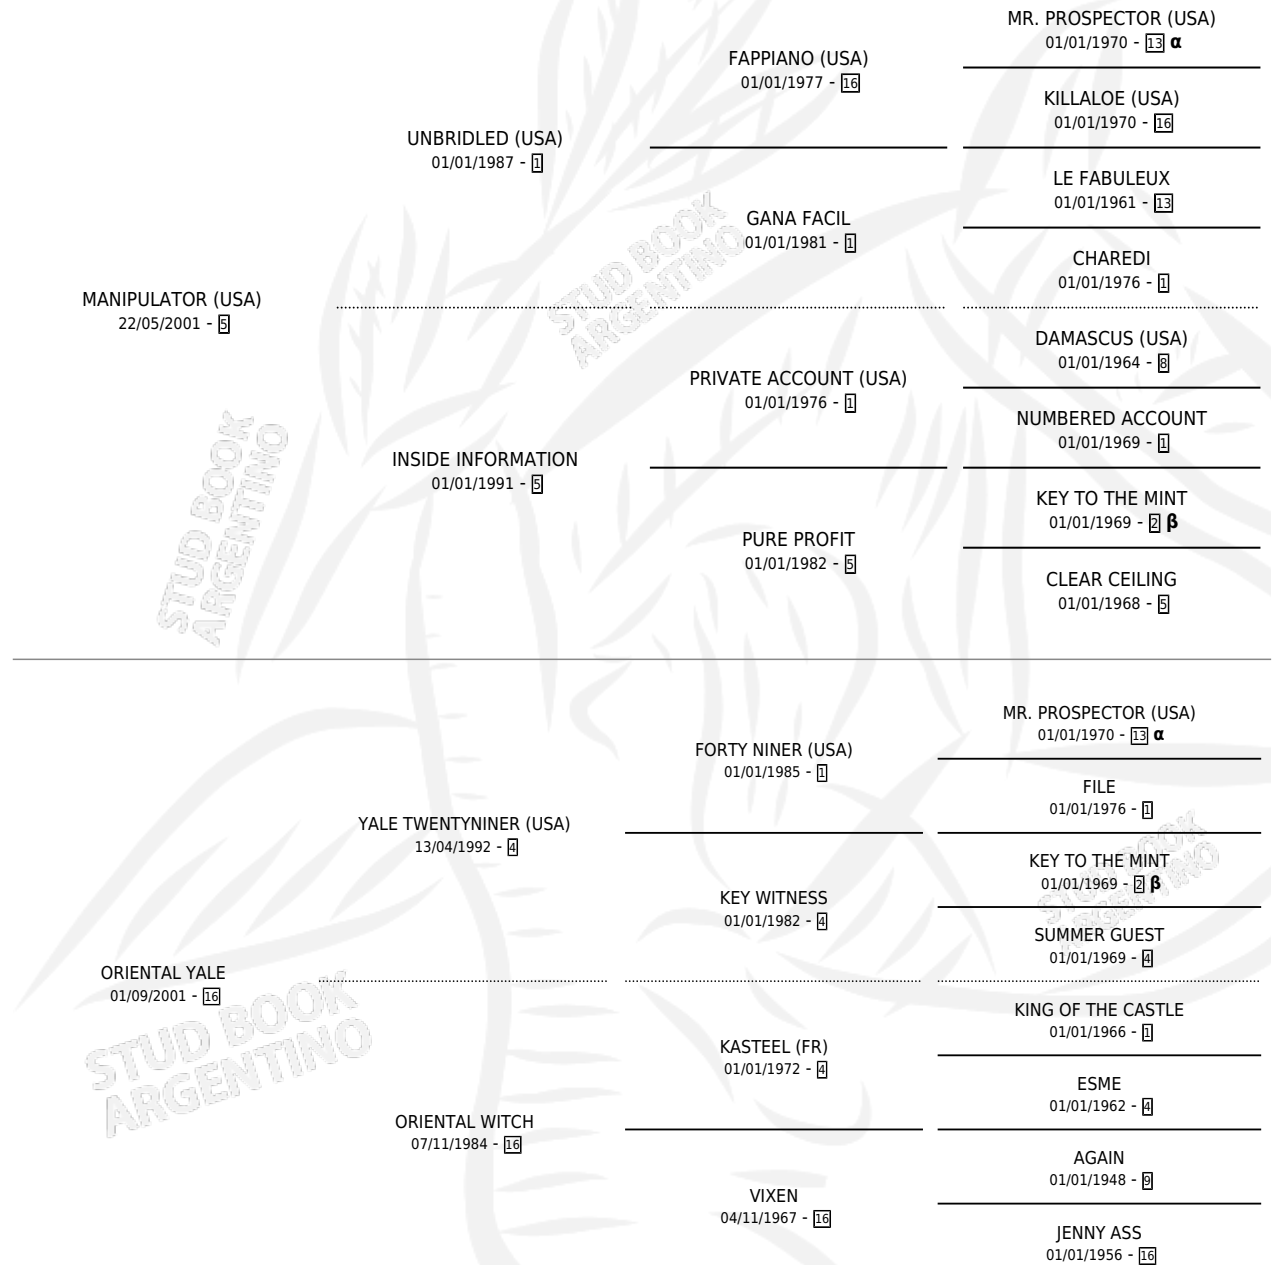 MR. PROSPECTOR (USA)
01/01/1970 - 13 α
FAPPIANO (USA)
01/01/1977 - 16
KILLALOE (USA)
01/01/1970 - 16
UNBRIDLED (USA)
01/01/1987 - 1
LE FABULEUX
01/01/1961 - 13
GANA FACIL
01/01/1981 - 1
CHAREDI
01/01/1976 - 1
MANIPULATOR (USA)
22/05/2001 - 5
DAMASCUS (USA)
01/01/1964 - 8
PRIVATE ACCOUNT (USA)
01/01/1976 - 1
NUMBERED ACCOUNT
01/01/1969 - 1
INSIDE INFORMATION
01/01/1991 - 5
KEY TO THE MINT
01/01/1969 - 2 β
PURE PROFIT
01/01/1982 - 5
CLEAR CEILING
01/01/1968 - 5
MR. PROSPECTOR (USA)
01/01/1970 - 13 α
FORTY NINER (USA)
01/01/1985 - 1
FILE
01/01/1976 - 1
YALE TWENTYNINER (USA)
13/04/1992 - 4
KEY TO THE MINT
01/01/1969 - 2 β
KEY WITNESS
01/01/1982 - 4
SUMMER GUEST
01/01/1969 - 4
ORIENTAL YALE
01/09/2001 - 16
KING OF THE CASTLE
01/01/1966 - 1
KASTEEL (FR)
01/01/1972 - 4
ESME
01/01/1962 - 4
ORIENTAL WITCH
07/11/1984 - 16
AGAIN
01/01/1948 - 9
VIXEN
04/11/1967 - 16
JENNY ASS
01/01/1956 - 16
STUD BOOK
ARGENTINO
STUD BOOK
ARGENTINO
STUD BOOK
ARGENTINO
STUD BOOK
ARGENTINO